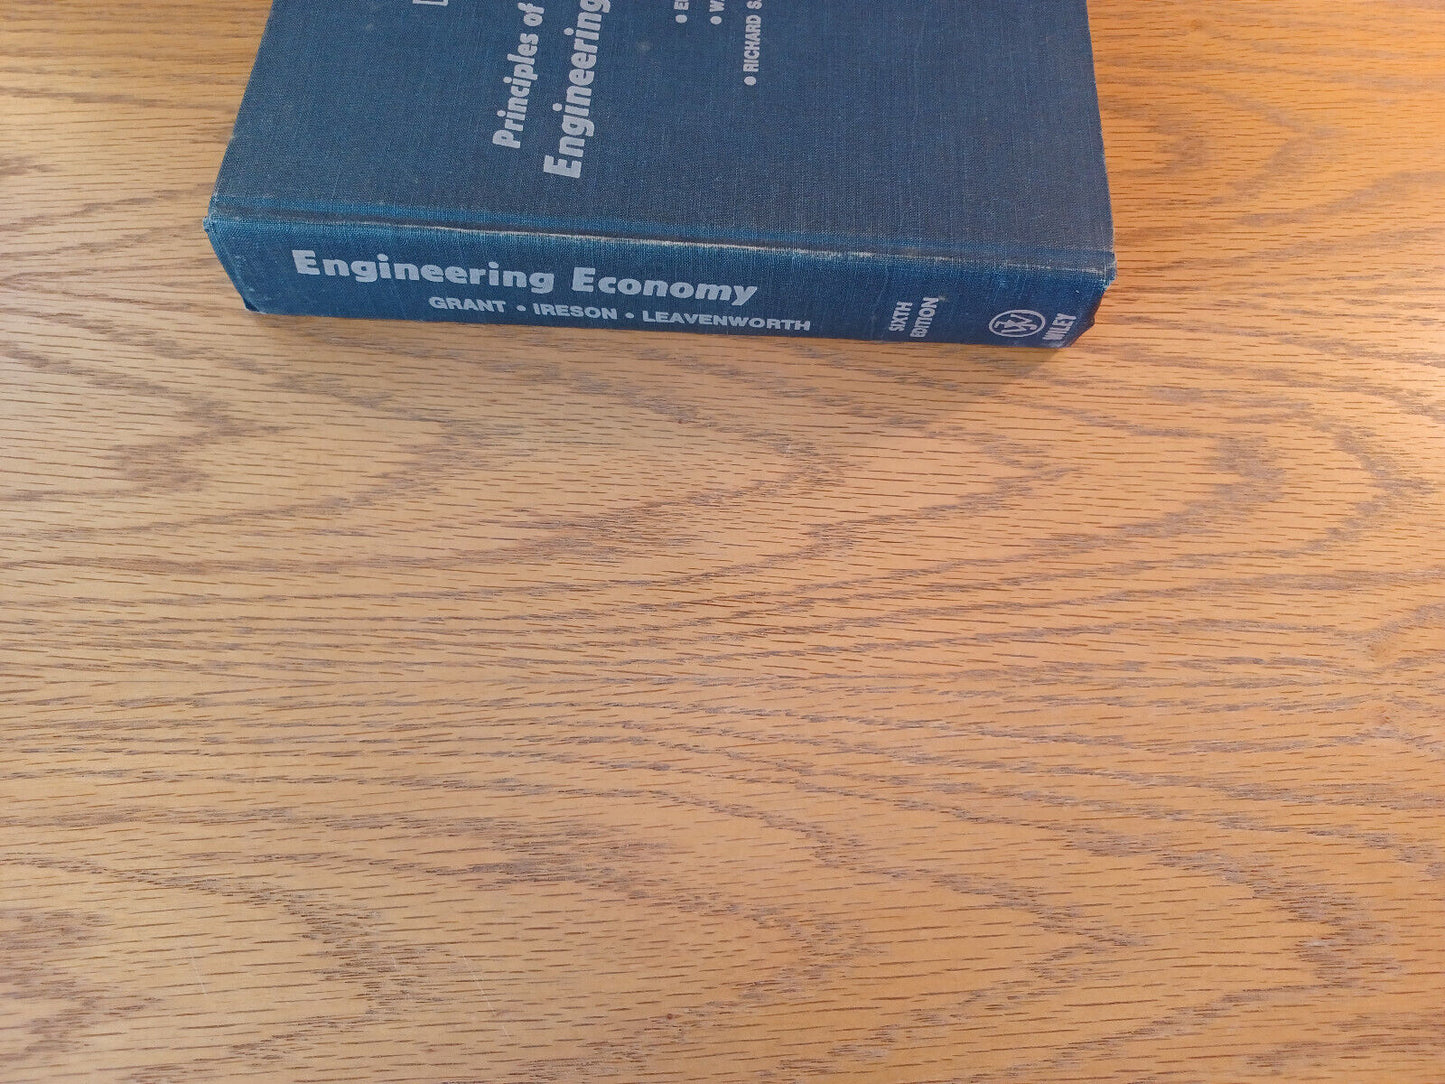 Principles of
Engineering
RICHARD S.
Engineering Economy
GRANT • IRESON • LEAVENWORTH
SIXTH
EDITION
WILEY